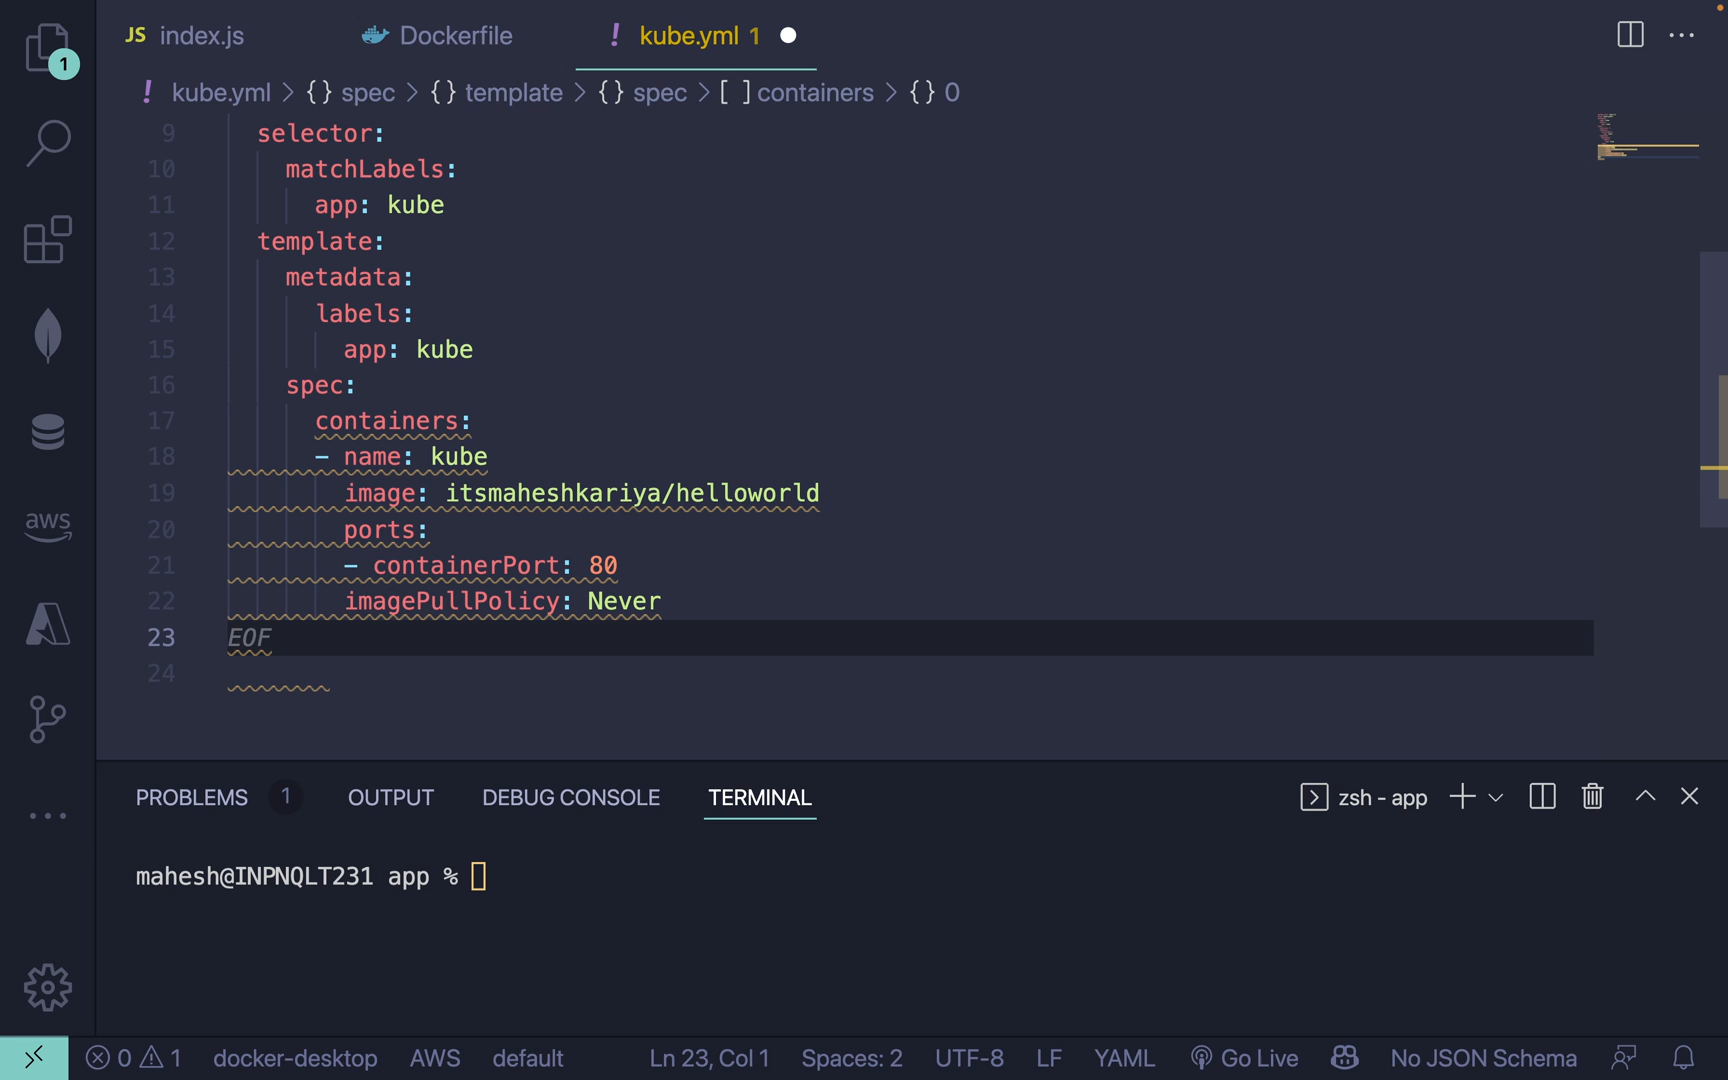 JS index.js Dockerfile ! kube.yml 1
1
! kube.yml > {} spec > {} template > {} spec > [ ] containers > {} 0
9 selector:
10 matchLabels:
11 app: kube
12 template:
13 metadata:
14 labels:
15 app: kube
16 spec:
17 containers:
18 - name: kube
19 image: itsmaheshkariya/helloworld
20 ports:
21 - containerPort: 80
22 imagePullPolicy: Never
23 EOF
24
aws
PROBLEMS 1 OUTPUT DEBUG CONSOLE TERMINAL zsh - app
mahesh@INPNQLT231 app %
0 1 docker-desktop AWS default Ln 23, Col 1 Spaces: 2 UTF-8 LF YAML Go Live No JSON Schema